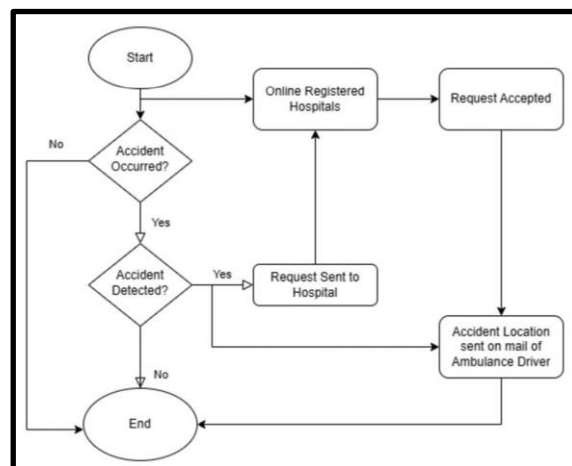 Start
Online Registered
Hospitals
Request Accepted
No
Accident
Occurred?
Yes
Accident
Detected?
Yes
Request Sent to
Hospital
Accident Location
sent on mail of
Ambulance Driver
No
End